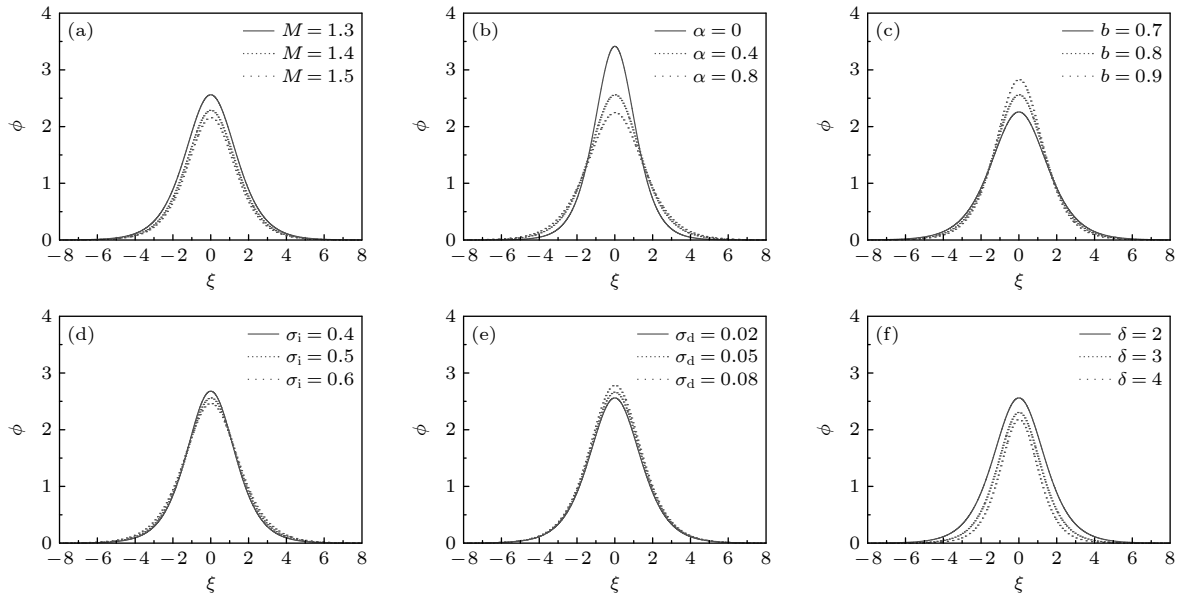 (a)
M = 1.3
M = 1.4
M = 1.5
4
3
2
1
0
ϕ
−8 −6 −4 −2 0 2 4 6 8
ξ
(b)
α = 0
α = 0.4
α = 0.8
4
3
2
1
0
ϕ
−8 −6 −4 −2 0 2 4 6 8
ξ
(c)
b = 0.7
b = 0.8
b = 0.9
4
3
2
1
0
ϕ
−8 −6 −4 −2 0 2 4 6 8
ξ
(d)
σi = 0.4
σi = 0.5
σi = 0.6
4
3
2
1
0
ϕ
−8 −6 −4 −2 0 2 4 6 8
ξ
(e)
σd = 0.02
σd = 0.05
σd = 0.08
4
3
2
1
0
ϕ
−8 −6 −4 −2 0 2 4 6 8
ξ
(f)
δ = 2
δ = 3
δ = 4
4
3
2
1
0
ϕ
−8 −6 −4 −2 0 2 4 6 8
ξ